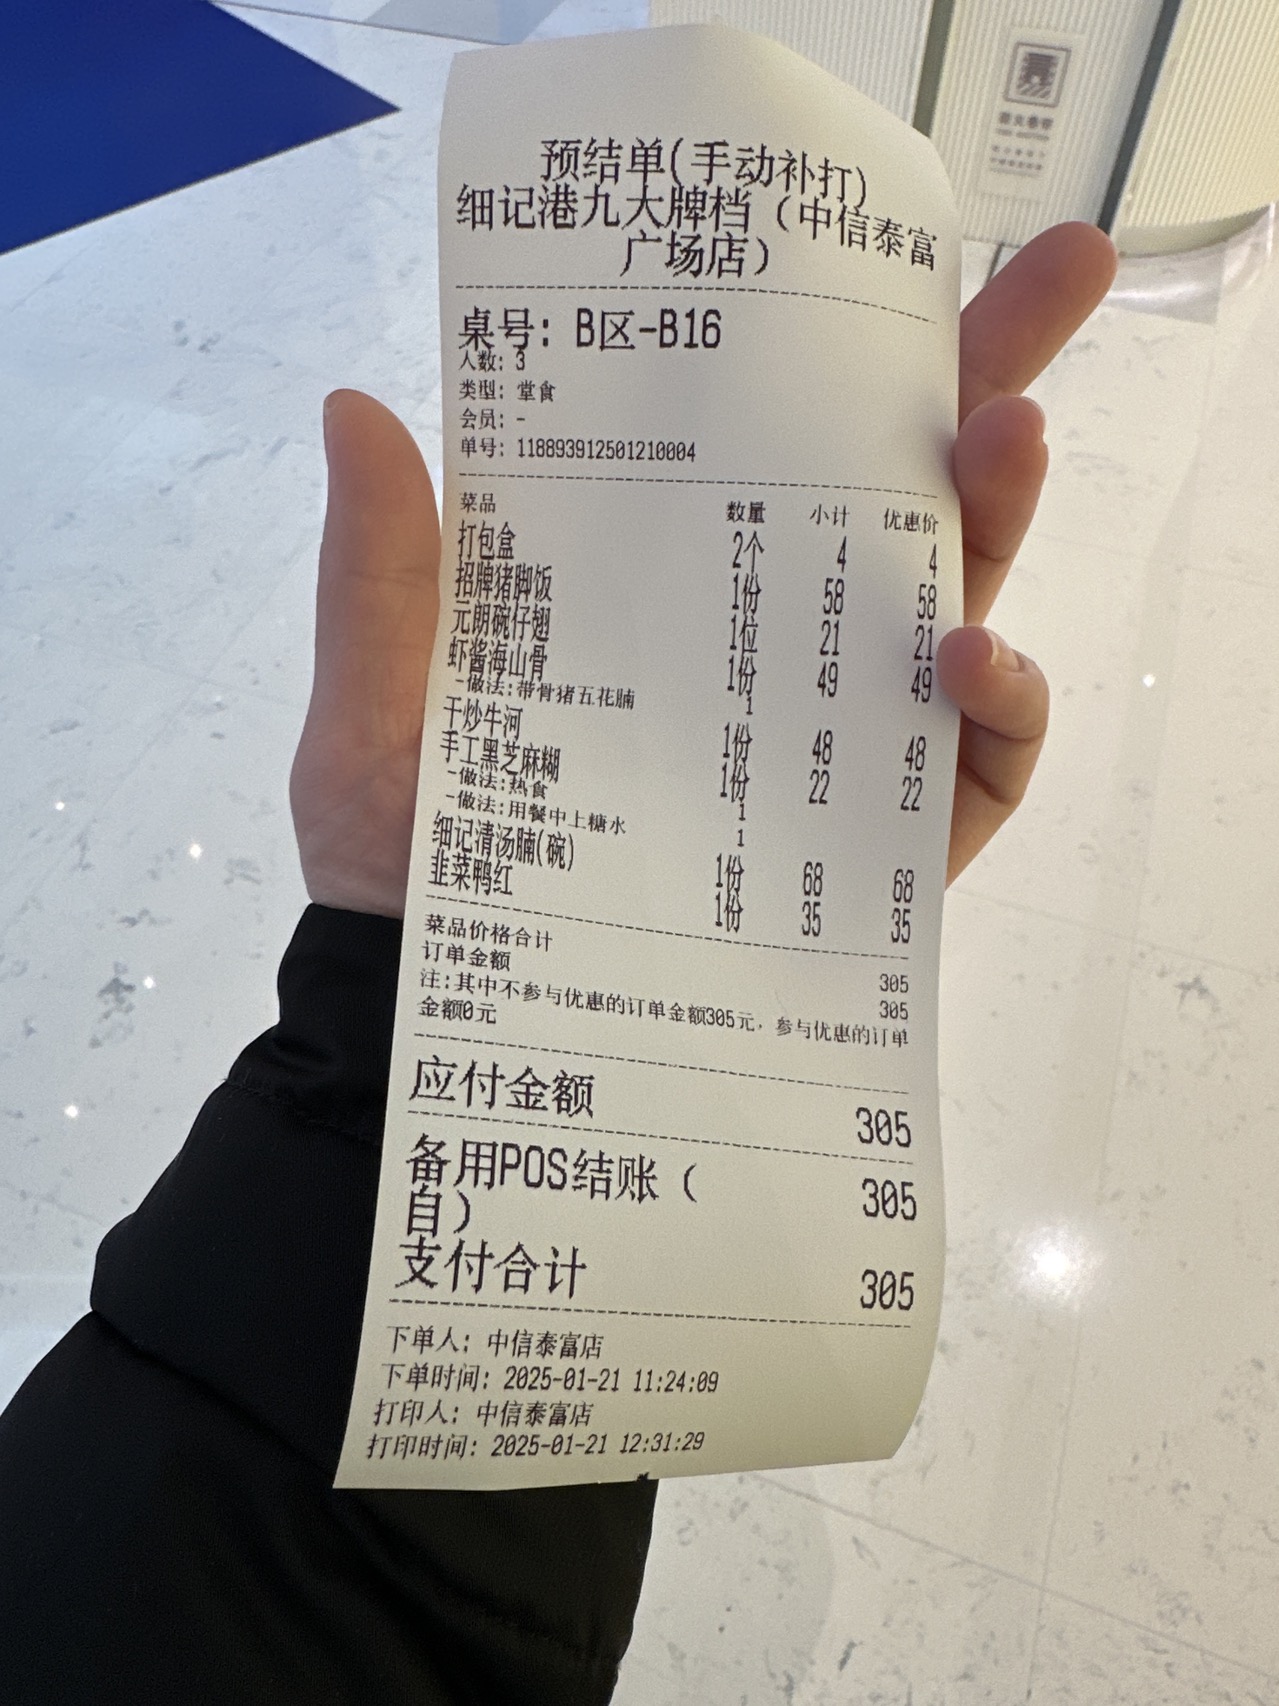 预结单(手动补打)
细记港九大牌档（中信泰富
广场店）
桌号: B区-B16
人数: 3
类型: 堂食
会员: -
单号: 118893912501210004
菜品 数量 小计 优惠价
打包盒 2个 4 4
招牌猪脚饭 1份 58 58
元朗碗仔翅 1位 21 21
虾酱海山骨 1份 49 49
-做法:带骨猪五花腩 1
干炒牛河 1份 48 48
手工黑芝麻糊 1份 22 22
-做法:热食 1
-做法:用餐中上糖水 1
细记清汤腩(碗) 1份 68 68
韭菜鸭红 1份 35 35
菜品价格合计 305
订单金额 305
注:其中不参与优惠的订单金额305元，参与优惠的订单
金额0元
应付金额 305
备用POS结账（ 305
自）
支付合计 305
下单人: 中信泰富店
下单时间: 2025-01-21 11:24:09
打印人: 中信泰富店
打印时间: 2025-01-21 12:31:29